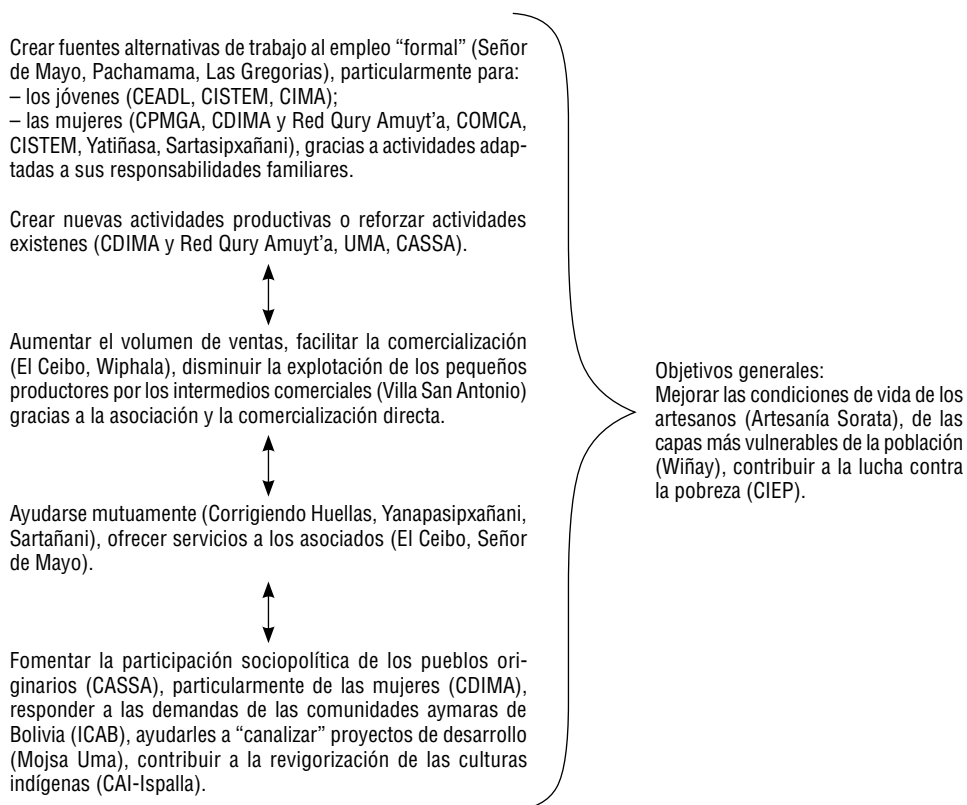 Crear fuentes alternativas de trabajo al empleo “formal” (Señor
de Mayo, Pachamama, Las Gregorias), particularmente para:
– los jóvenes (CEADL, CISTEM, CIMA);
– las mujeres (CPMGA, CDIMA y Red Qury Amuyt’a, COMCA,
CISTEM, Yatiñasa, Sartasipxañani), gracias a actividades adap-
tadas a sus responsabilidades familiares.
Crear nuevas actividades productivas o reforzar actividades
existenes (CDIMA y Red Qury Amuyt’a, UMA, CASSA).
Aumentar el volumen de ventas, facilitar la comercialización
(El Ceibo, Wiphala), disminuir la explotación de los pequeños
productores por los intermedios comerciales (Villa San Antonio)
gracias a la asociación y la comercialización directa.
Ayudarse mutuamente (Corrigiendo Huellas, Yanapasipxañani,
Sartañani), ofrecer servicios a los asociados (El Ceibo, Señor
de Mayo).
Fomentar la participación sociopolítica de los pueblos ori-
ginarios (CASSA), particularmente de las mujeres (CDIMA),
responder a las demandas de las comunidades aymaras de
Bolivia (ICAB), ayudarles a “canalizar” proyectos de desarrollo
(Mojsa Uma), contribuir a la revigorización de las culturas
indígenas (CAI-Ispalla).
Objetivos generales:
Mejorar las condiciones de vida de los
artesanos (Artesanía Sorata), de las
capas más vulnerables de la población
(Wiñay), contribuir a la lucha contra
la pobreza (CIEP).